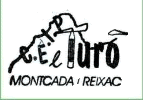 C.E.I.P.
el Turó
MONTCADA i REIXAC